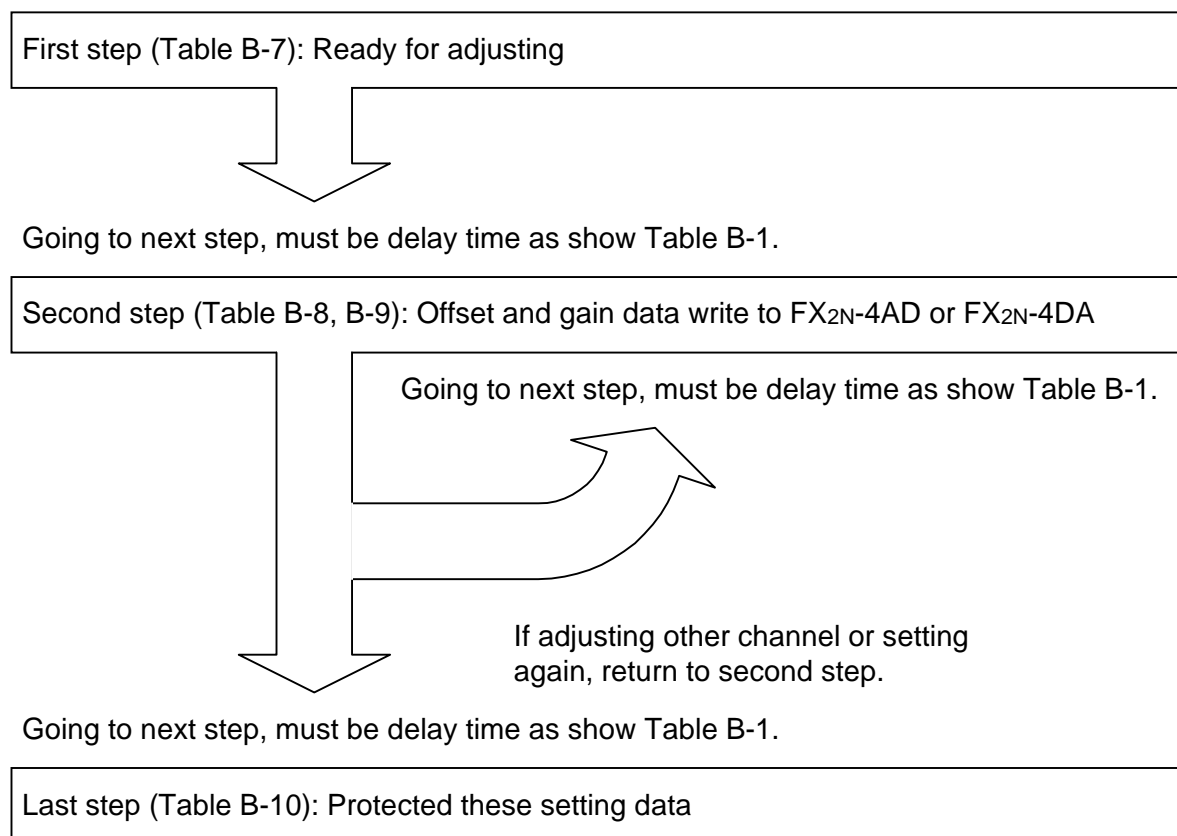 First step (Table B-7): Ready for adjusting
Going to next step, must be delay time as show Table B-1.
Second step (Table B-8, B-9): Offset and gain data write to FX2N-4AD or FX2N-4DA
Going to next step, must be delay time as show Table B-1.
If adjusting other channel or setting
again, return to second step.
Going to next step, must be delay time as show Table B-1.
Last step (Table B-10): Protected these setting data